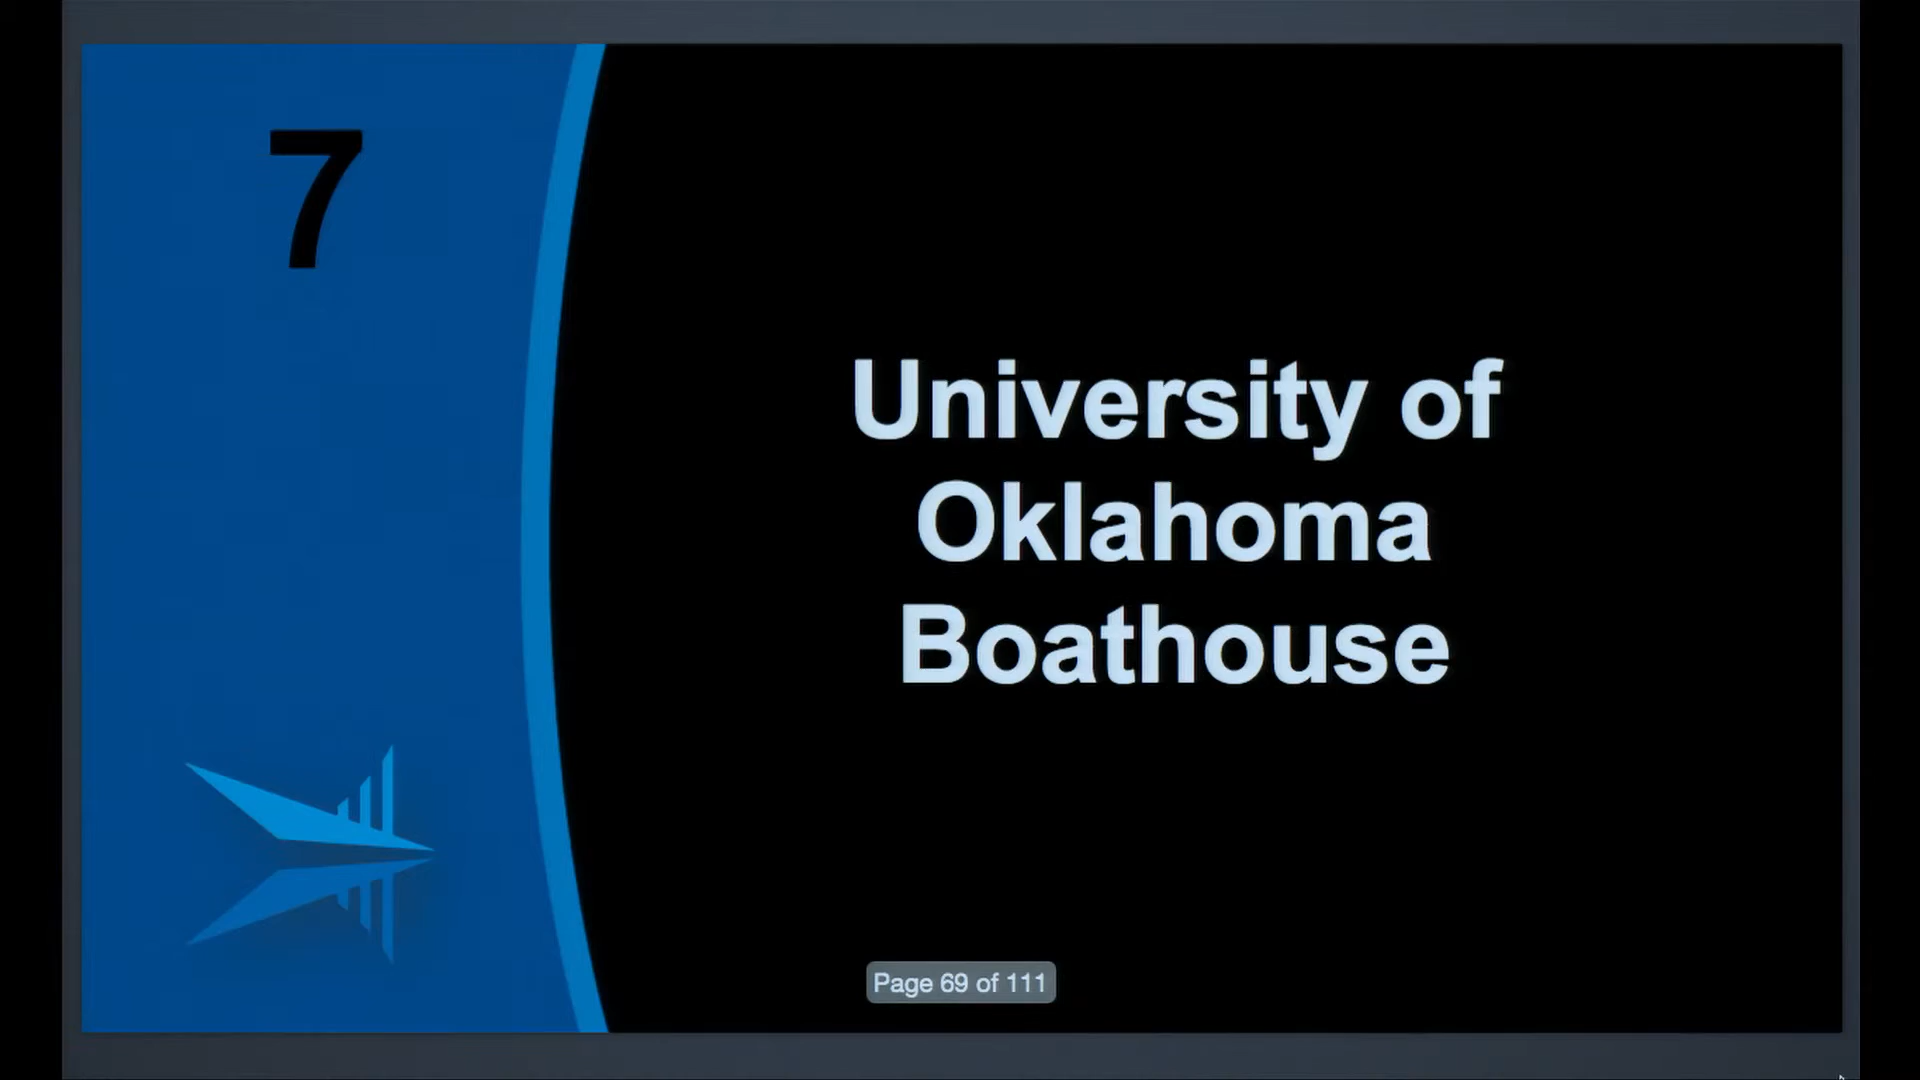 7
University of
Oklahoma
Boathouse
Page 69 of 111